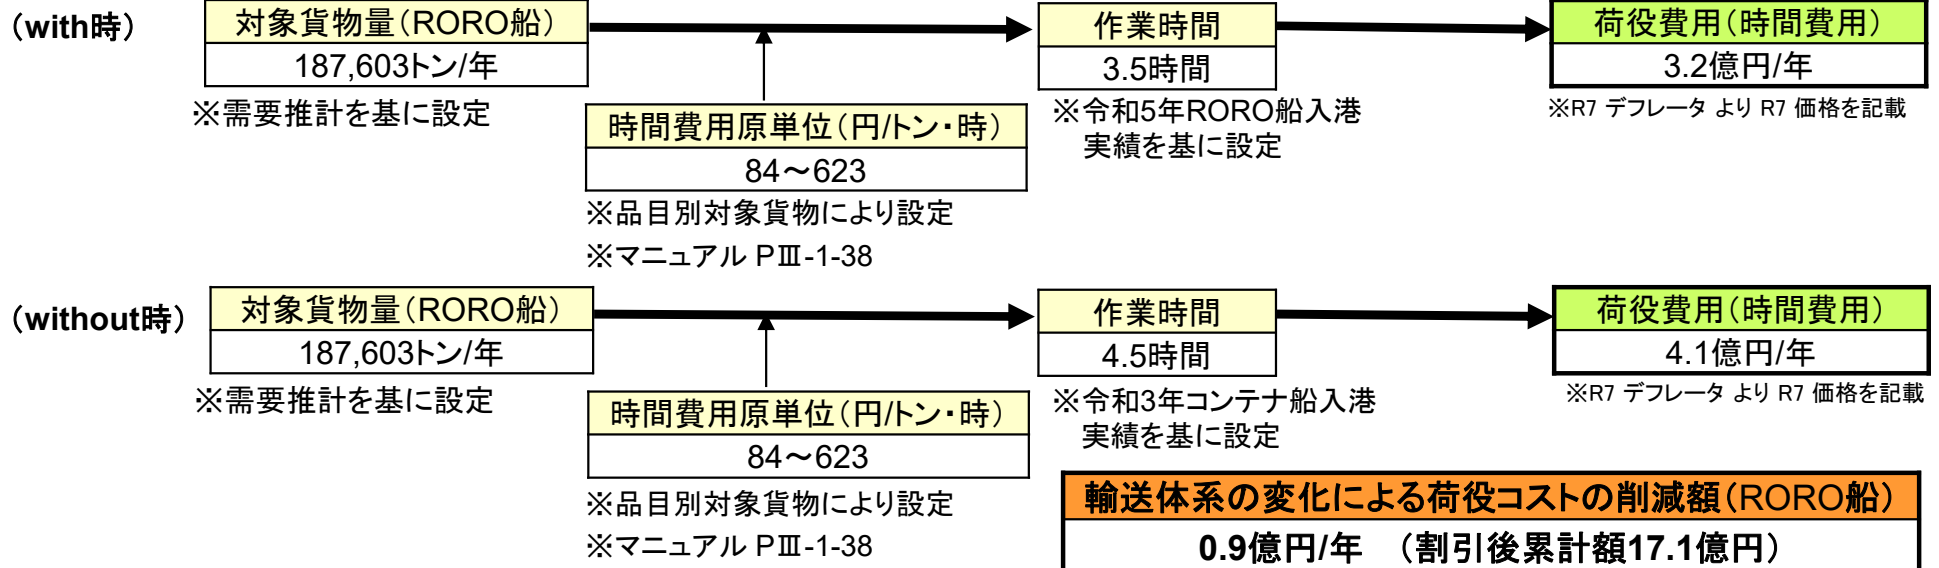 (with時)
対象貨物量(RORO船)
187,603トン/年
※需要推計を基に設定
時間費用原単位(円/トン・時)
84～623
※品目別対象貨物により設定
※マニュアル PⅢ-1-38
作業時間
3.5時間
※令和5年RORO船入港
実績を基に設定
荷役費用(時間費用)
3.2億円/年
※R7 デフレータ より R7 価格を記載
(without時)
対象貨物量(RORO船)
187,603トン/年
※需要推計を基に設定
時間費用原単位(円/トン・時)
84～623
※品目別対象貨物により設定
※マニュアル PⅢ-1-38
作業時間
4.5時間
※令和3年コンテナ船入港
実績を基に設定
荷役費用(時間費用)
4.1億円/年
※R7 デフレータ より R7 価格を記載
輸送体系の変化による荷役コストの削減額(RORO船)
0.9億円/年 (割引後累計額17.1億円)